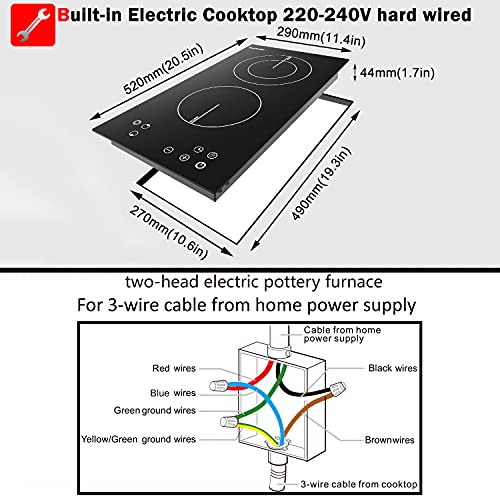 Built-in Electric Cooktop 220-240V hard wired
290mm(11.4in)
520mm(20.5in)
44mm(1.7in)
490mm(19.3in)
270mm(10.6in)
two-head electric pottery furnace
For 3-wire cable from home power supply
Cable from home
power supply
Red wires
Black wires
Blue wires
Green ground wires
Yellow/Green ground wires
Brownwires
3-wire cable from cooktop